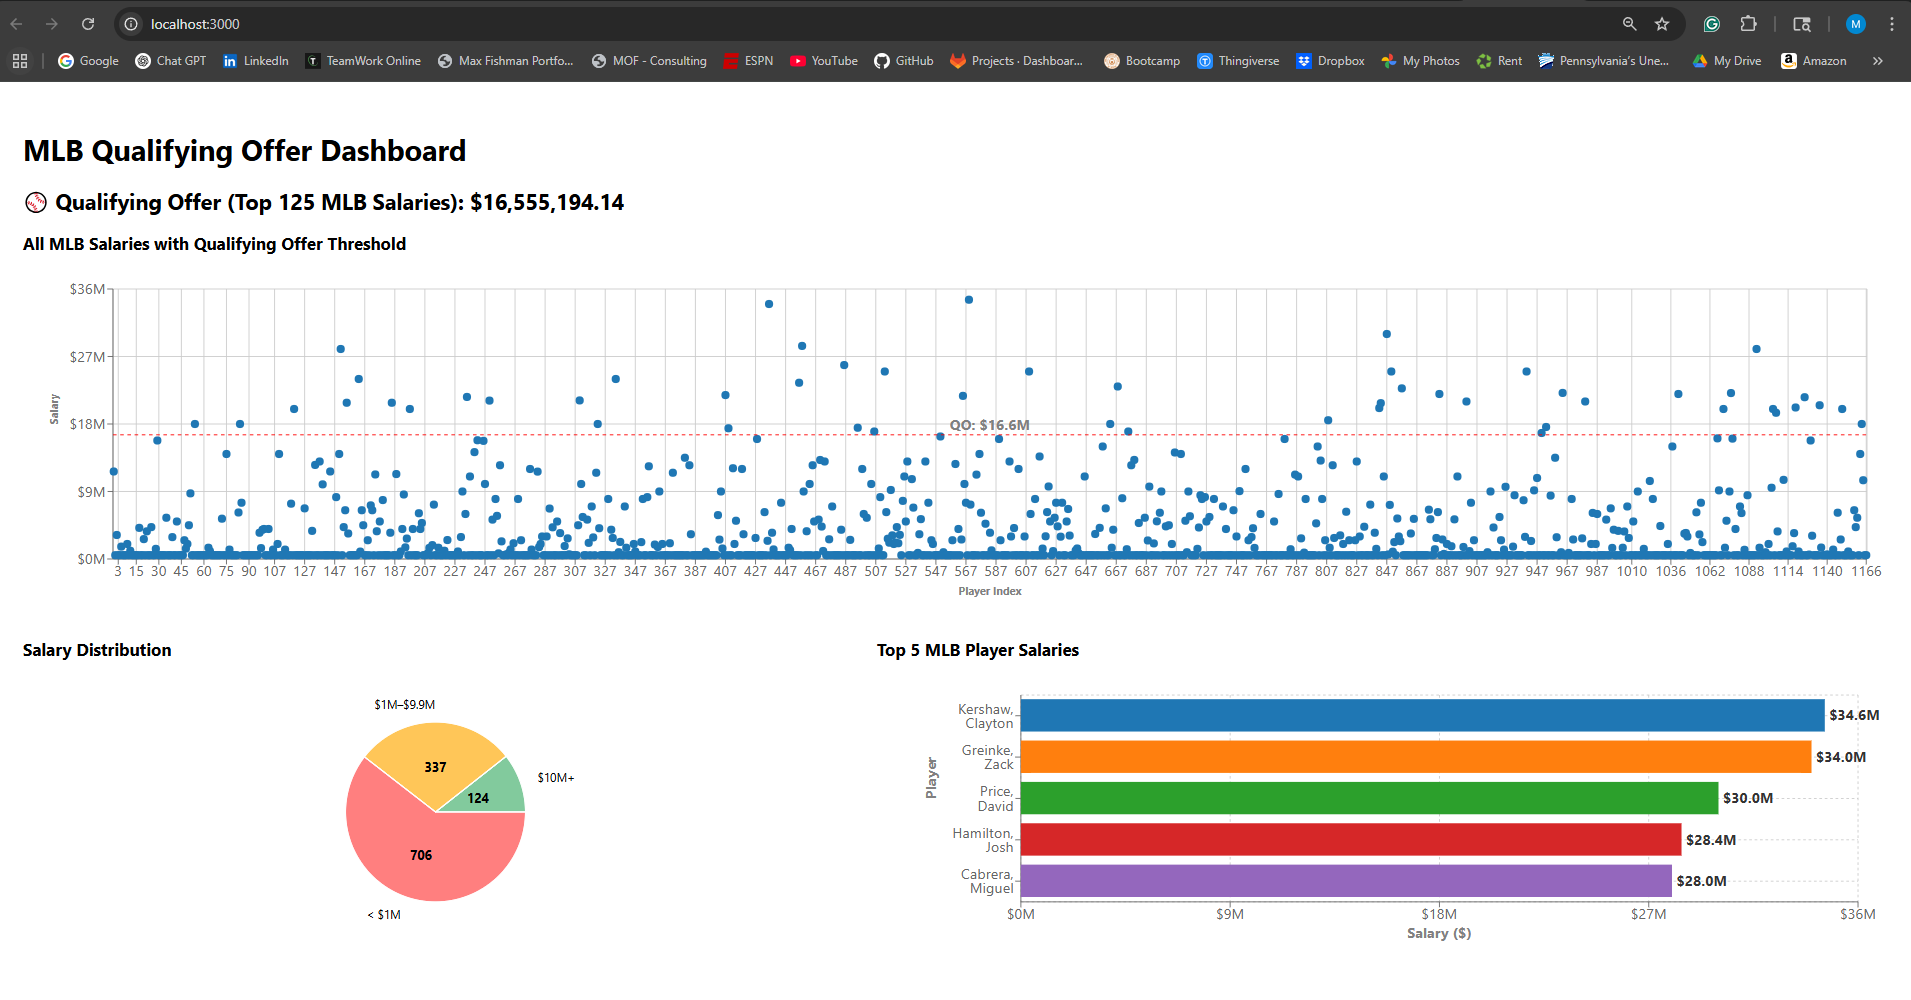 localhost:3000
Google Chat GPT LinkedIn TeamWork Online Max Fishman Portfo... MOF - Consulting ESPN YouTube GitHub Projects · Dashboar... Bootcamp Thingiverse Dropbox My Photos Rent Pennsylvania's Une... My Drive Amazon
M
MLB Qualifying Offer Dashboard
Qualifying Offer (Top 125 MLB Salaries): $16,555,194.14
All MLB Salaries with Qualifying Offer Threshold
$36M
$27M
$18M
$9M
$0M
Salary
QO: $16.6M
3 15 30 45 60 75 90 107 127 147 167 187 207 227 247 267 287 307 327 347 367 387 407 427 447 467 487 507 527 547 567 587 607 627 647 667 687 707 727 747 767 787 807 827 847 867 887 907 927 947 967 987 1010 1036 1062 1088 1114 1140 1166
Player Index
Salary Distribution
$1M–$9.9M
337
$10M+
124
706
< $1M
Top 5 MLB Player Salaries
Player
Kershaw,
Clayton
$34.6M
Greinke,
Zack
$34.0M
Price,
David
$30.0M
Hamilton,
Josh
$28.4M
Cabrera,
Miguel
$28.0M
$0M $9M $18M $27M $36M
Salary ($)